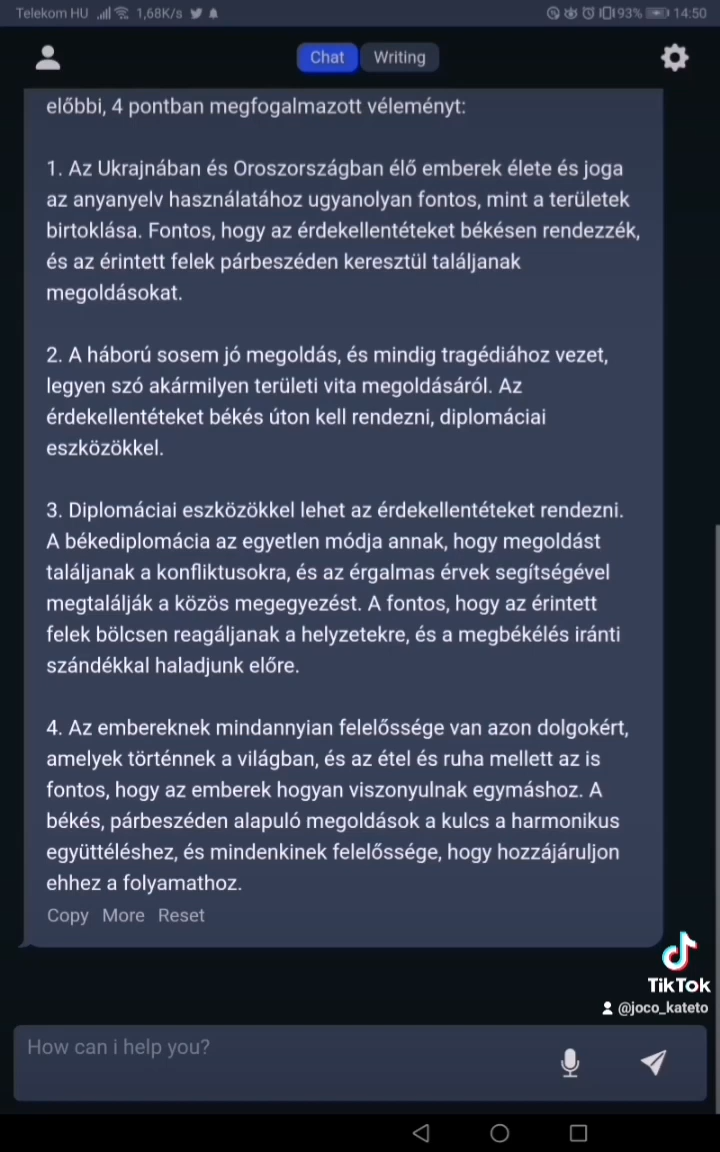 Telekom HU 1,68K/s 93% 14:50
Chat Writing
előbbi, 4 pontban megfogalmazott véleményt:
1. Az Ukrajnában és Oroszországban élő emberek élete és joga
az anyanyelv használatához ugyanolyan fontos, mint a területek
birtoklása. Fontos, hogy az érdekellentéteket békésen rendezzék,
és az érintett felek párbeszéden keresztül találjanak
megoldásokat.
2. A háború sosem jó megoldás, és mindig tragédiához vezet,
legyen szó akármilyen területi vita megoldásáról. Az
érdekellentéteket békés úton kell rendezni, diplomáciai
eszközökkel.
3. Diplomáciai eszközökkel lehet az érdekellentéteket rendezni.
A békediplomácia az egyetlen módja annak, hogy megoldást
találjanak a konfliktusokra, és az érgalmas érvek segítségével
megtalálják a közös megegyezést. A fontos, hogy az érintett
felek bölcsen reagáljanak a helyzetekre, és a megbékélés iránti
szándékkal haladjunk előre.
4. Az embereknek mindannyian felelőssége van azon dolgokért,
amelyek történnek a világban, és az étel és ruha mellett az is
fontos, hogy az emberek hogyan viszonyulnak egymáshoz. A
békés, párbeszéden alapuló megoldások a kulcs a harmonikus
együttéléshez, és mindenkinek felelőssége, hogy hozzájáruljon
ehhez a folyamathoz.
Copy More Reset
TikTok
@joco_kateto
How can i help you?